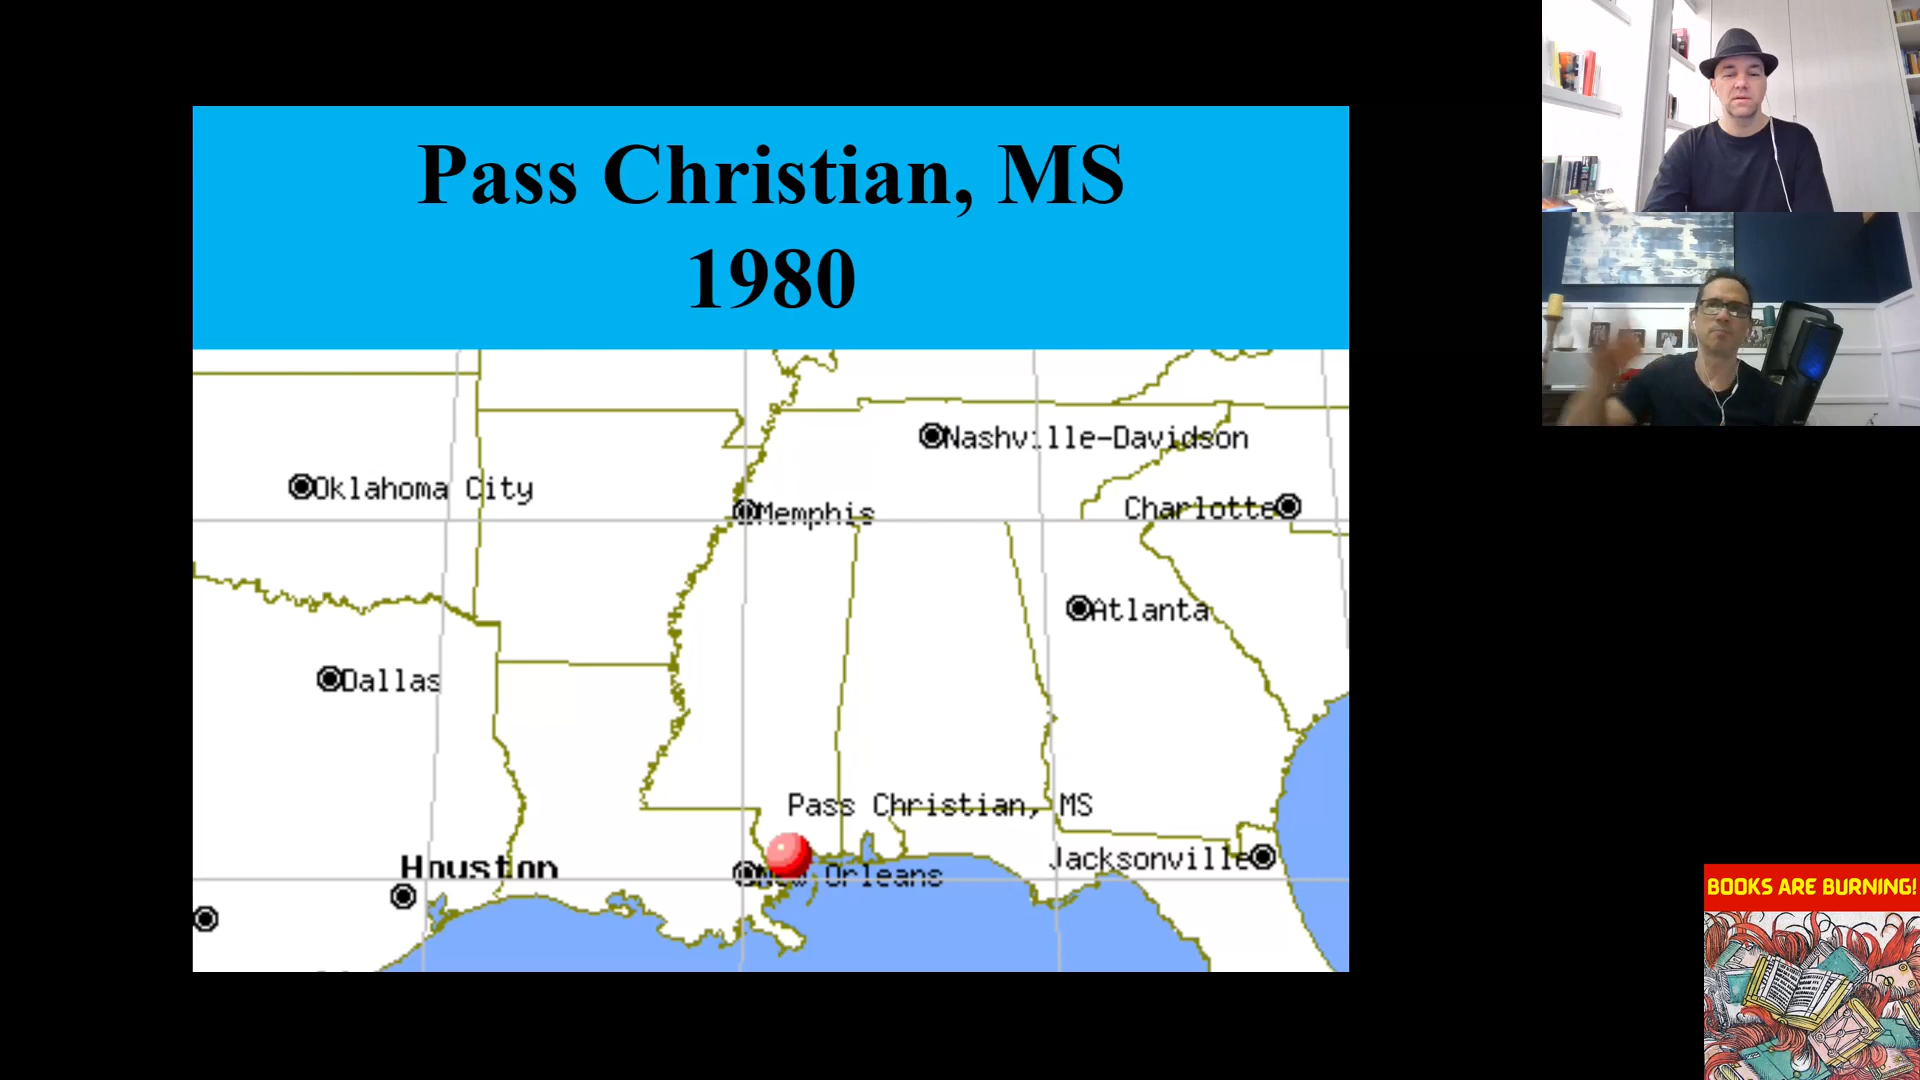 Pass Christian, MS
1980
Nashville-Davidson
Oklahoma City
Memphis
Charlotte
Atlanta
Dallas
Pass Christian, MS
Houston
New Orleans
Jacksonville
BOOKS ARE BURNING!